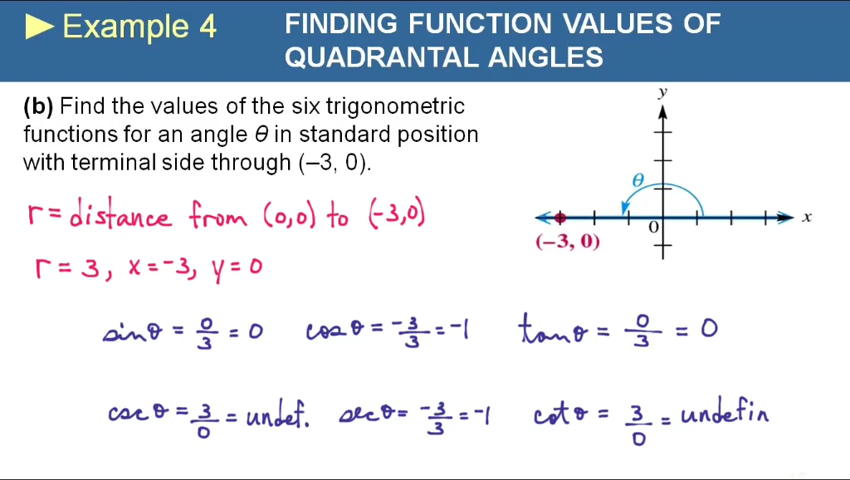 Example 4
FINDING FUNCTION VALUES OF
QUADRANTAL ANGLES
(b) Find the values of the six trigonometric
functions for an angle θ in standard position
with terminal side through (–3, 0).
y
θ
0
x
(–3, 0)
r = distance from (0,0) to (-3,0)
r = 3, x = -3, y = 0
sinθ = 0/3 = 0 cosθ = -3/3 = -1 tanθ = 0/3 = 0
cscθ = 3/0 = undef. secθ = -3/3 = -1 cotθ = 3/0 = undefin